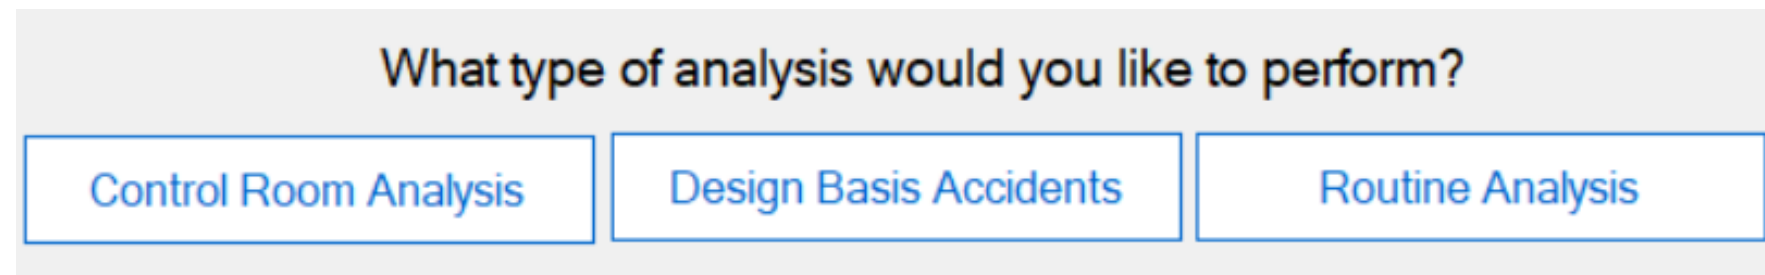 What type of analysis would you like to perform?
Control Room Analysis
Design Basis Accidents
Routine Analysis